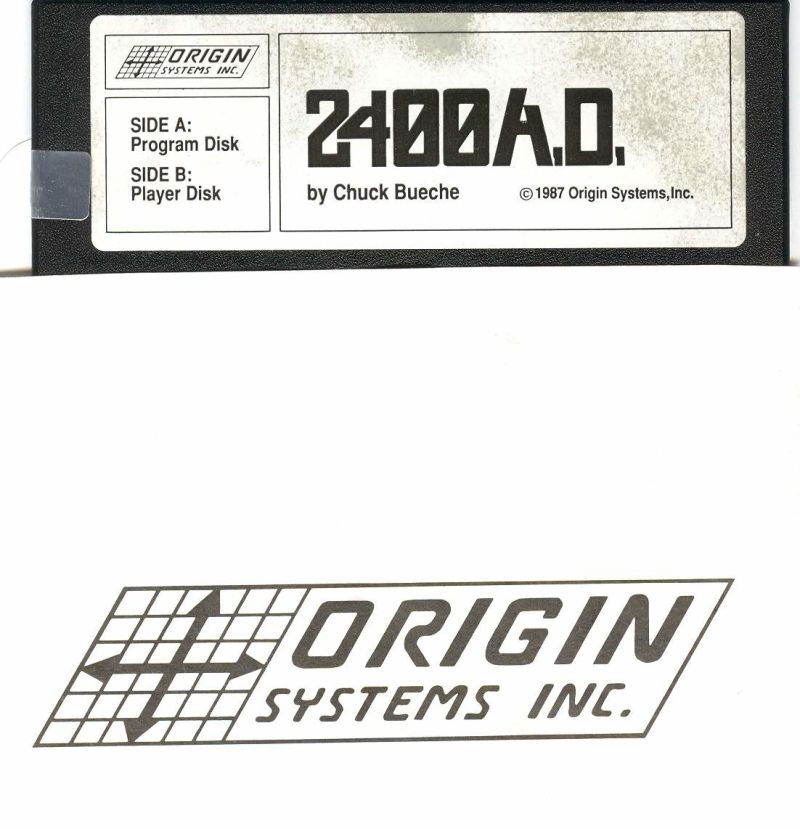 ORIGIN
SYSTEMS INC.
SIDE A:
Program Disk
SIDE B:
Player Disk
2400A.D.
by Chuck Bueche
©1987 Origin Systems,Inc.
ORIGIN
SYSTEMS INC.